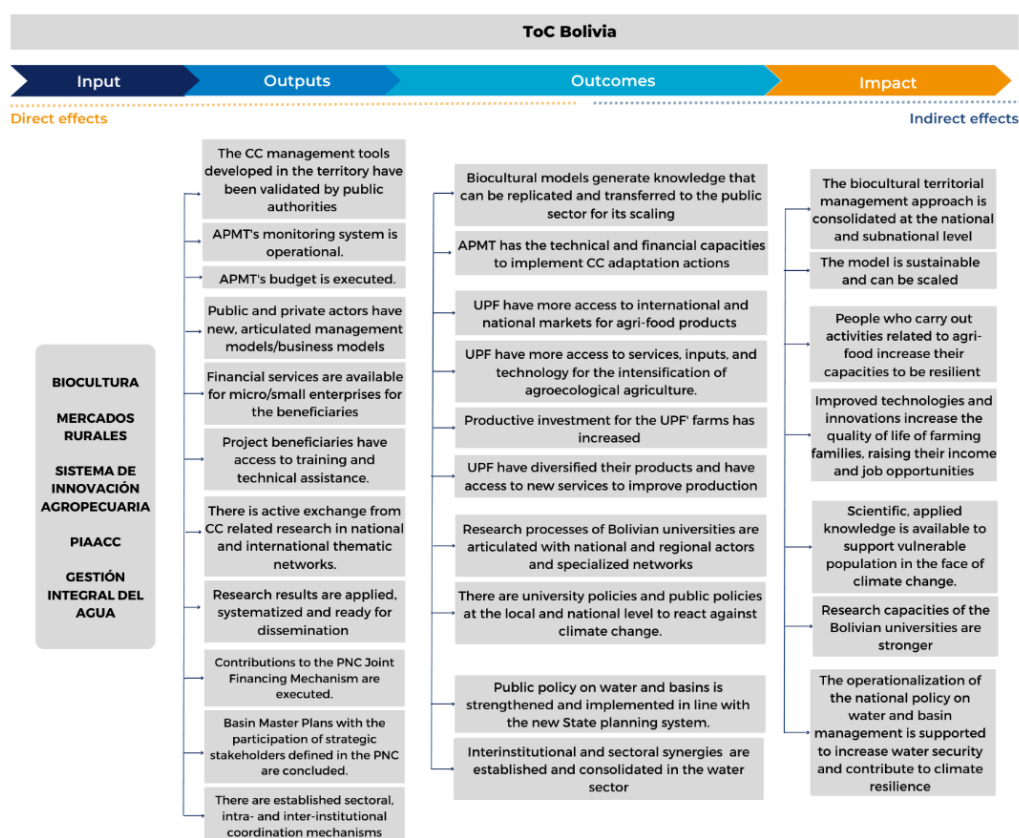 ToC Bolivia
Input
Outputs
Outcomes
Impact
Direct effects
Indirect effects
BIOCULTURA
MERCADOS
RURALES
SISTEMA DE
INNOVACIÓN
AGROPECUARIA
PIAACC
GESTIÓN
INTEGRAL DEL
AGUA
The CC management tools
developed in the territory have
been validated by public
authorities
APMT's monitoring system is
operational.
APMT's budget is executed.
Public and private actors have
new, articulated management
models/business models
Financial services are available
for micro/small enterprises for
the beneficiaries
Project beneficiaries have
access to training and
technical assistance.
There is active exchange from
CC related research in national
and international thematic
networks.
Research results are applied,
systematized and ready for
dissemination
Contributions to the PNC Joint
Financing Mechanism are
executed.
Basin Master Plans with the
participation of strategic
stakeholders defined in the PNC
are concluded.
There are established sectoral,
intra- and inter-institutional
coordination mechanisms
Biocultural models generate knowledge that
can be replicated and transferred to the public
sector for its scaling
APMT has the technical and financial capacities
to implement CC adaptation actions
UPF have more access to international and
national markets for agri-food products
UPF have more access to services, inputs, and
technology for the intensification of
agroecological agriculture.
Productive investment for the UPF' farms has
increased
UPF have diversified their products and have
access to new services to improve production
Research processes of Bolivian universities are
articulated with national and regional actors
and specialized networks
There are university policies and public policies
at the local and national level to react against
climate change.
Public policy on water and basins is
strengthened and implemented in line with
the new State planning system.
Interinstitutional and sectoral synergies are
established and consolidated in the water
sector
The biocultural territorial
management approach is
consolidated at the national
and subnational level
The model is sustainable
and can be scaled
People who carry out
activities related to agri-
food increase their
capacities to be resilient
Improved technologies and
innovations increase the
quality of life of farming
families, raising their income
and job opportunities
Scientific, applied
knowledge is available to
support vulnerable
population in the face of
climate change.
Research capacities of the
Bolivian universities are
stronger
The operationalization of
the national policy on
water and basin
management is supported
to increase water security
and contribute to climate
resilience